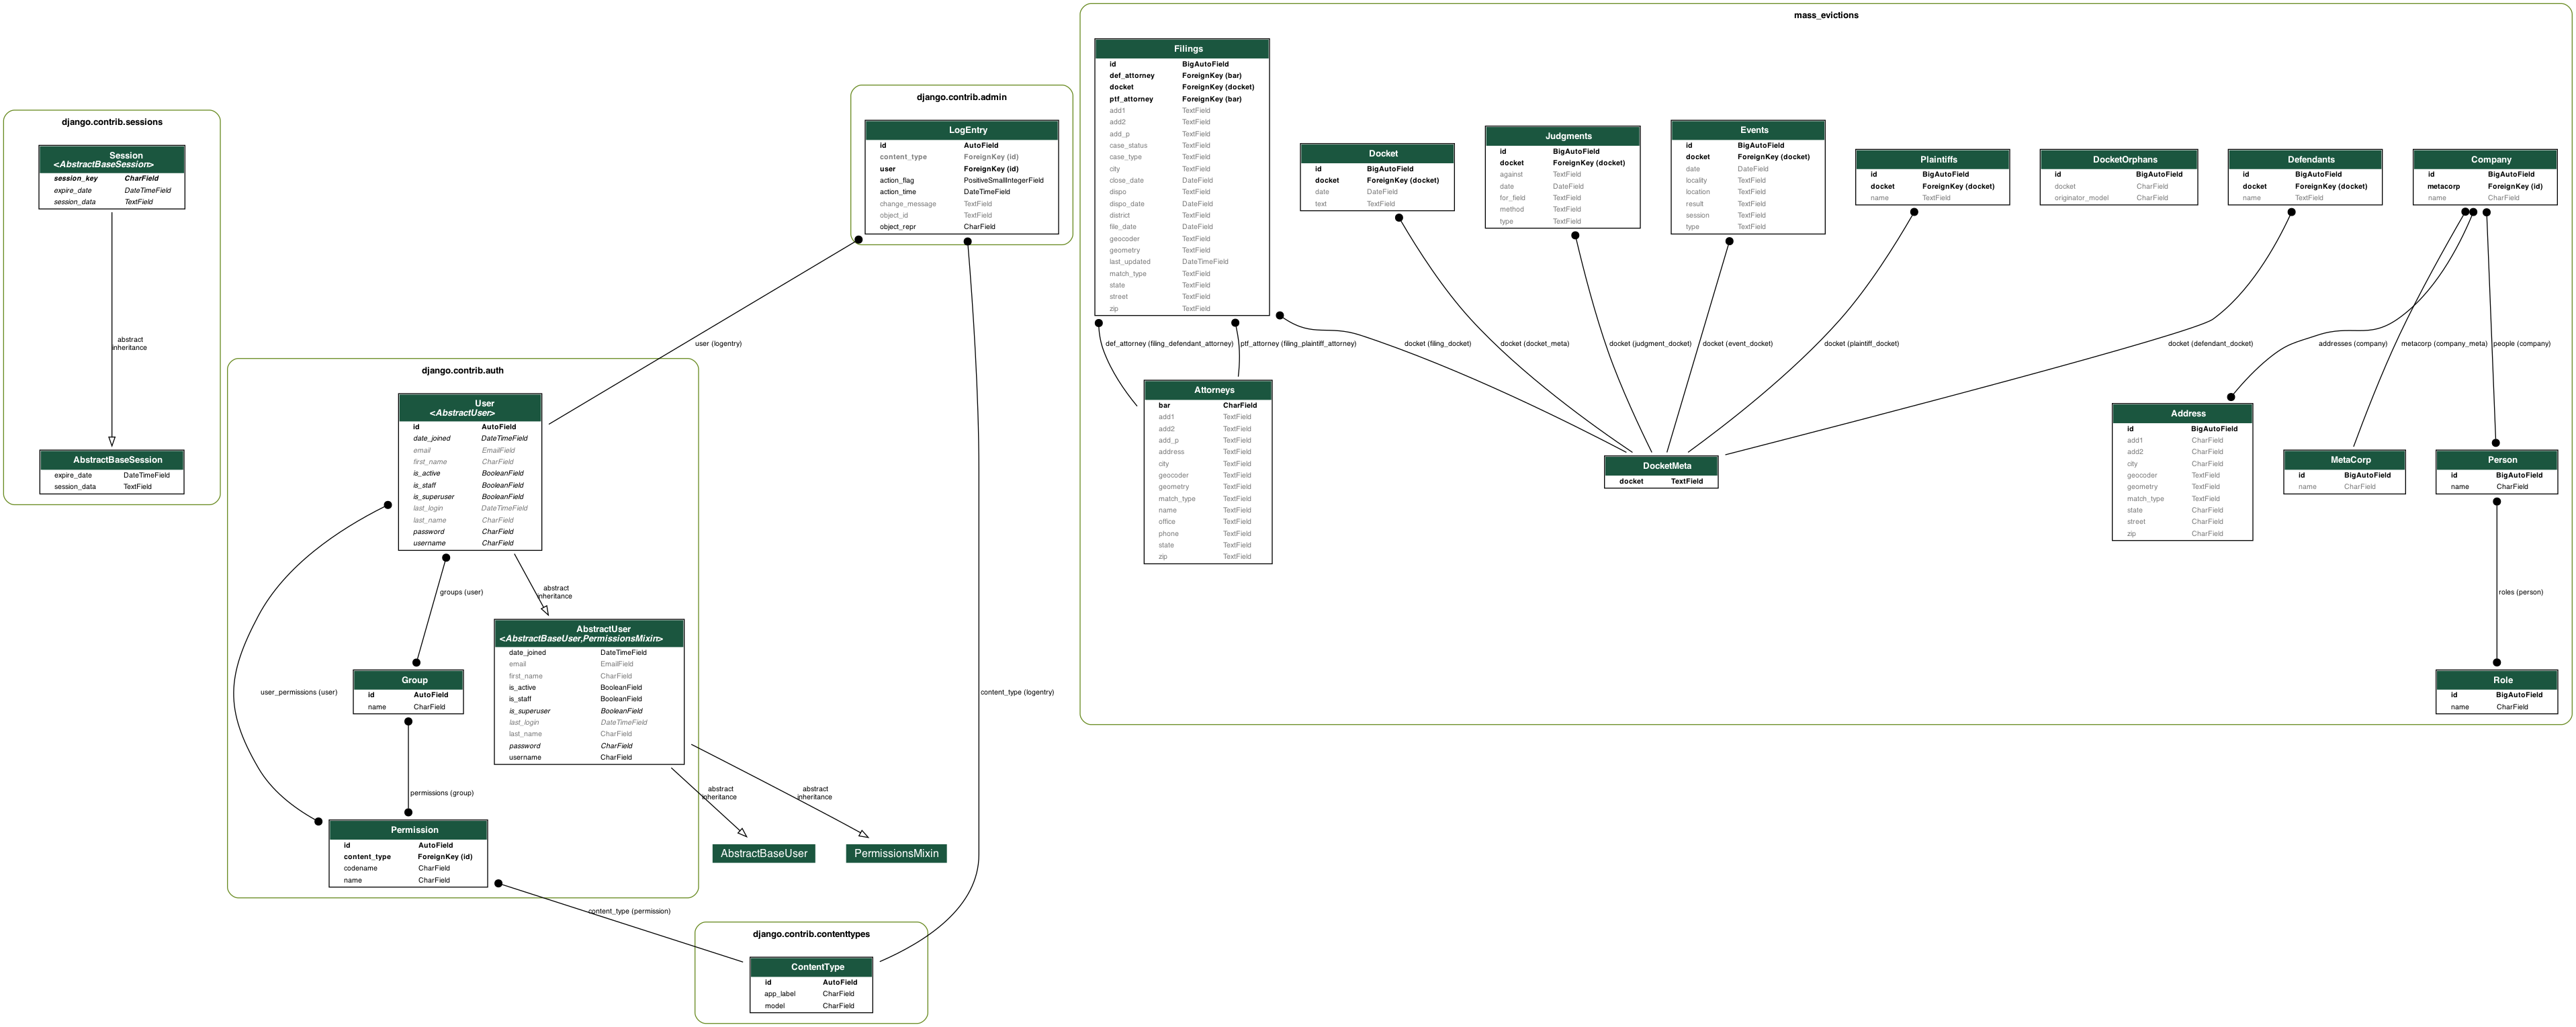 django.contrib.sessions
Session
<AbstractBaseSession>
session_key CharField
expire_date DateTimeField
session_data TextField
abstract
inheritance
AbstractBaseSession
expire_date DateTimeField
session_data TextField
django.contrib.admin
LogEntry
id AutoField
content_type ForeignKey (id)
user ForeignKey (id)
action_flag PositiveSmallIntegerField
action_time DateTimeField
change_message TextField
object_id TextField
object_repr CharField
user (logentry)
content_type (logentry)
django.contrib.auth
User
<AbstractUser>
id AutoField
date_joined DateTimeField
email EmailField
first_name CharField
is_active BooleanField
is_staff BooleanField
is_superuser BooleanField
last_login DateTimeField
last_name CharField
password CharField
username CharField
groups (user)
abstract
inheritance
user_permissions (user)
AbstractUser
<AbstractBaseUser,PermissionsMixin>
date_joined DateTimeField
email EmailField
first_name CharField
is_active BooleanField
is_staff BooleanField
is_superuser BooleanField
last_login DateTimeField
last_name CharField
password CharField
username CharField
Group
id AutoField
name CharField
permissions (group)
Permission
id AutoField
content_type ForeignKey (id)
codename CharField
name CharField
abstract
inheritance
abstract
inheritance
AbstractBaseUser
PermissionsMixin
content_type (permission)
django.contrib.contenttypes
ContentType
id AutoField
app_label CharField
model CharField
mass_evictions
Filings
id BigAutoField
def_attorney ForeignKey (bar)
docket ForeignKey (docket)
ptf_attorney ForeignKey (bar)
add1 TextField
add2 TextField
add_p TextField
case_status TextField
case_type TextField
city TextField
close_date DateField
dispo TextField
dispo_date DateField
district TextField
file_date DateField
geocoder TextField
geometry TextField
last_updated DateTimeField
match_type TextField
state TextField
street TextField
zip TextField
Docket
id BigAutoField
docket ForeignKey (docket)
date DateField
text TextField
Judgments
id BigAutoField
docket ForeignKey (docket)
against TextField
date DateField
for_field TextField
method TextField
type TextField
Events
id BigAutoField
docket ForeignKey (docket)
date DateField
locality TextField
location TextField
result TextField
session TextField
type TextField
Plaintiffs
id BigAutoField
docket ForeignKey (docket)
name TextField
DocketOrphans
id BigAutoField
docket CharField
originator_model CharField
Defendants
id BigAutoField
docket ForeignKey (docket)
name TextField
Company
id BigAutoField
metacorp ForeignKey (id)
name CharField
def_attorney (filing_defendant_attorney)
ptf_attorney (filing_plaintiff_attorney)
docket (filing_docket)
docket (docket_meta)
docket (judgment_docket)
docket (event_docket)
docket (plaintiff_docket)
docket (defendant_docket)
addresses (company)
metacorp (company_meta)
people (company)
Attorneys
bar CharField
add1 TextField
add2 TextField
add_p TextField
address TextField
city TextField
geocoder TextField
geometry TextField
match_type TextField
name TextField
office TextField
phone TextField
state TextField
zip TextField
DocketMeta
docket TextField
Address
id BigAutoField
add1 CharField
add2 CharField
city CharField
geocoder TextField
geometry TextField
match_type TextField
state CharField
street CharField
zip CharField
MetaCorp
id BigAutoField
name CharField
Person
id BigAutoField
name CharField
roles (person)
Role
id BigAutoField
name CharField